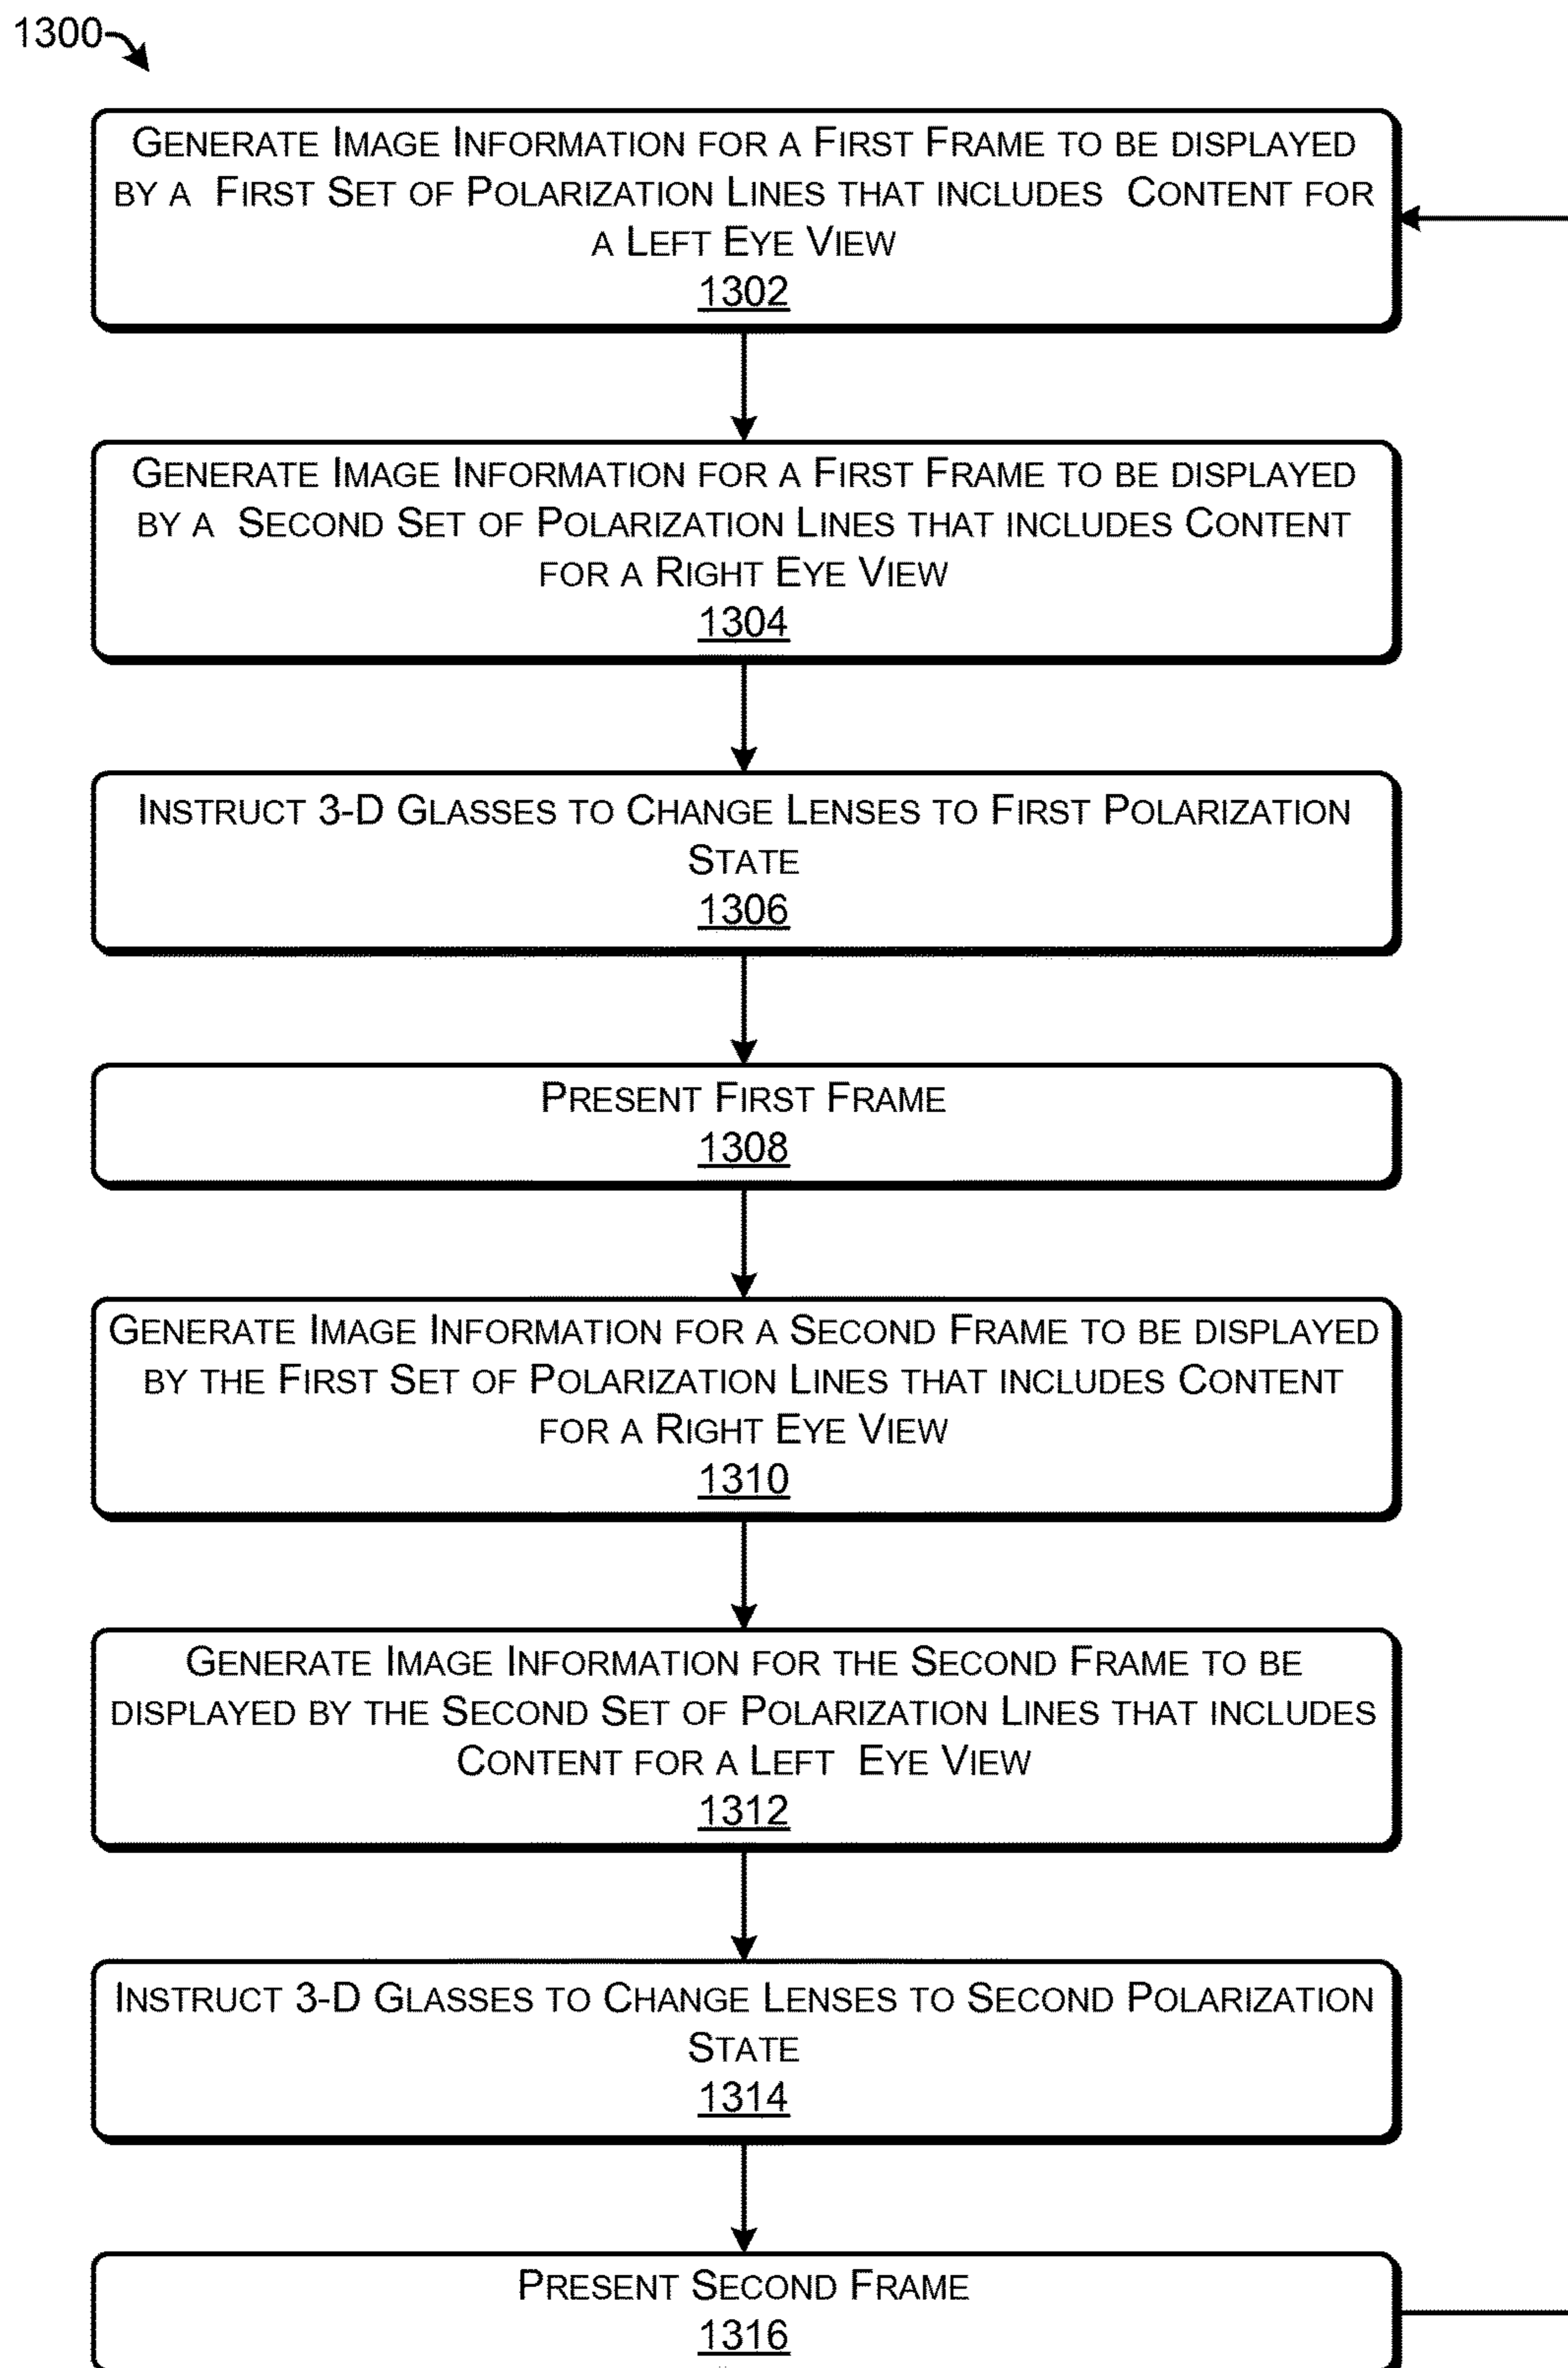 1300
GENERATE IMAGE INFORMATION FOR A FIRST FRAME TO BE DISPLAYED
BY A FIRST SET OF POLARIZATION LINES THAT INCLUDES CONTENT FOR
A LEFT EYE VIEW
1302
GENERATE IMAGE INFORMATION FOR A FIRST FRAME TO BE DISPLAYED
BY A SECOND SET OF POLARIZATION LINES THAT INCLUDES CONTENT
FOR A RIGHT EYE VIEW
1304
INSTRUCT 3-D GLASSES TO CHANGE LENSES TO FIRST POLARIZATION
STATE
1306
PRESENT FIRST FRAME
1308
GENERATE IMAGE INFORMATION FOR A SECOND FRAME TO BE DISPLAYED
BY THE FIRST SET OF POLARIZATION LINES THAT INCLUDES CONTENT
FOR A RIGHT EYE VIEW
1310
GENERATE IMAGE INFORMATION FOR THE SECOND FRAME TO BE
DISPLAYED BY THE SECOND SET OF POLARIZATION LINES THAT INCLUDES
CONTENT FOR A LEFT EYE VIEW
1312
INSTRUCT 3-D GLASSES TO CHANGE LENSES TO SECOND POLARIZATION
STATE
1314
PRESENT SECOND FRAME
1316